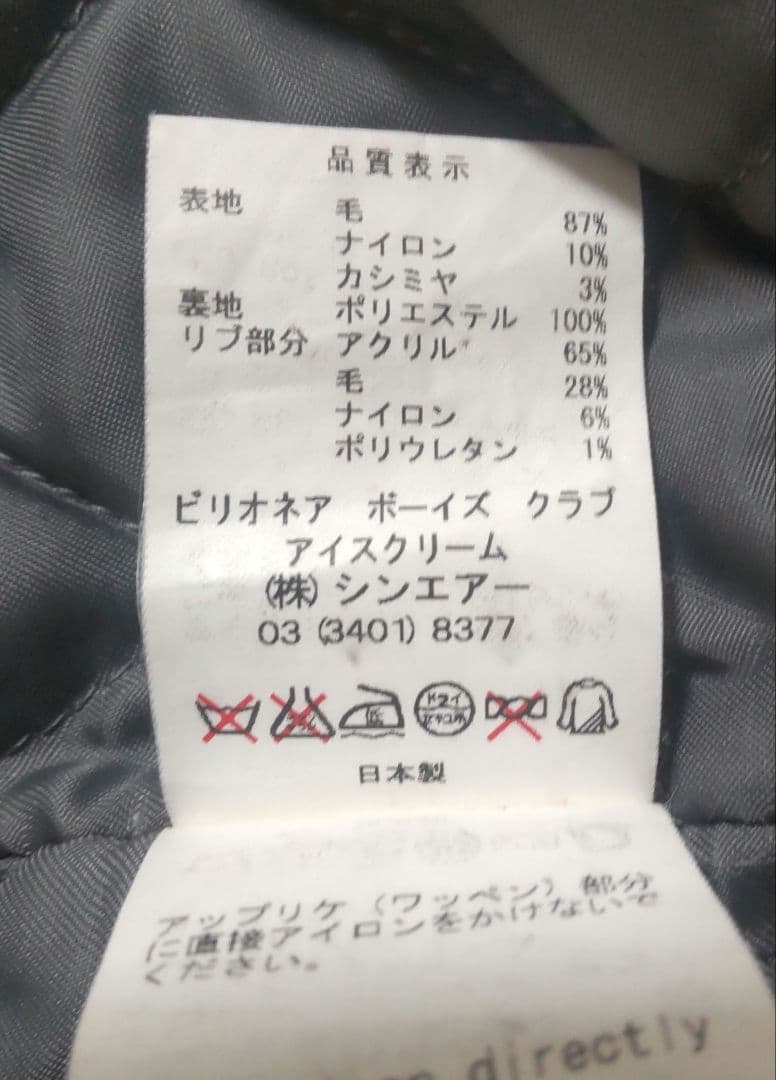 品質表示
表地 毛 87%
ナイロン 10%
カシミヤ 3%
裏地 ポリエステル 100%
リブ部分 アクリル 65%
毛 28%
ナイロン 6%
ポリウレタン 1%
ビリオネア ボーイズ クラブ
アイスクリーム
(株)シンエアー
03 (3401) 8377
低 ドライ
日本製
アップリケ（ワッペン）部分
に直接アイロンをかけないで
ください。
directly